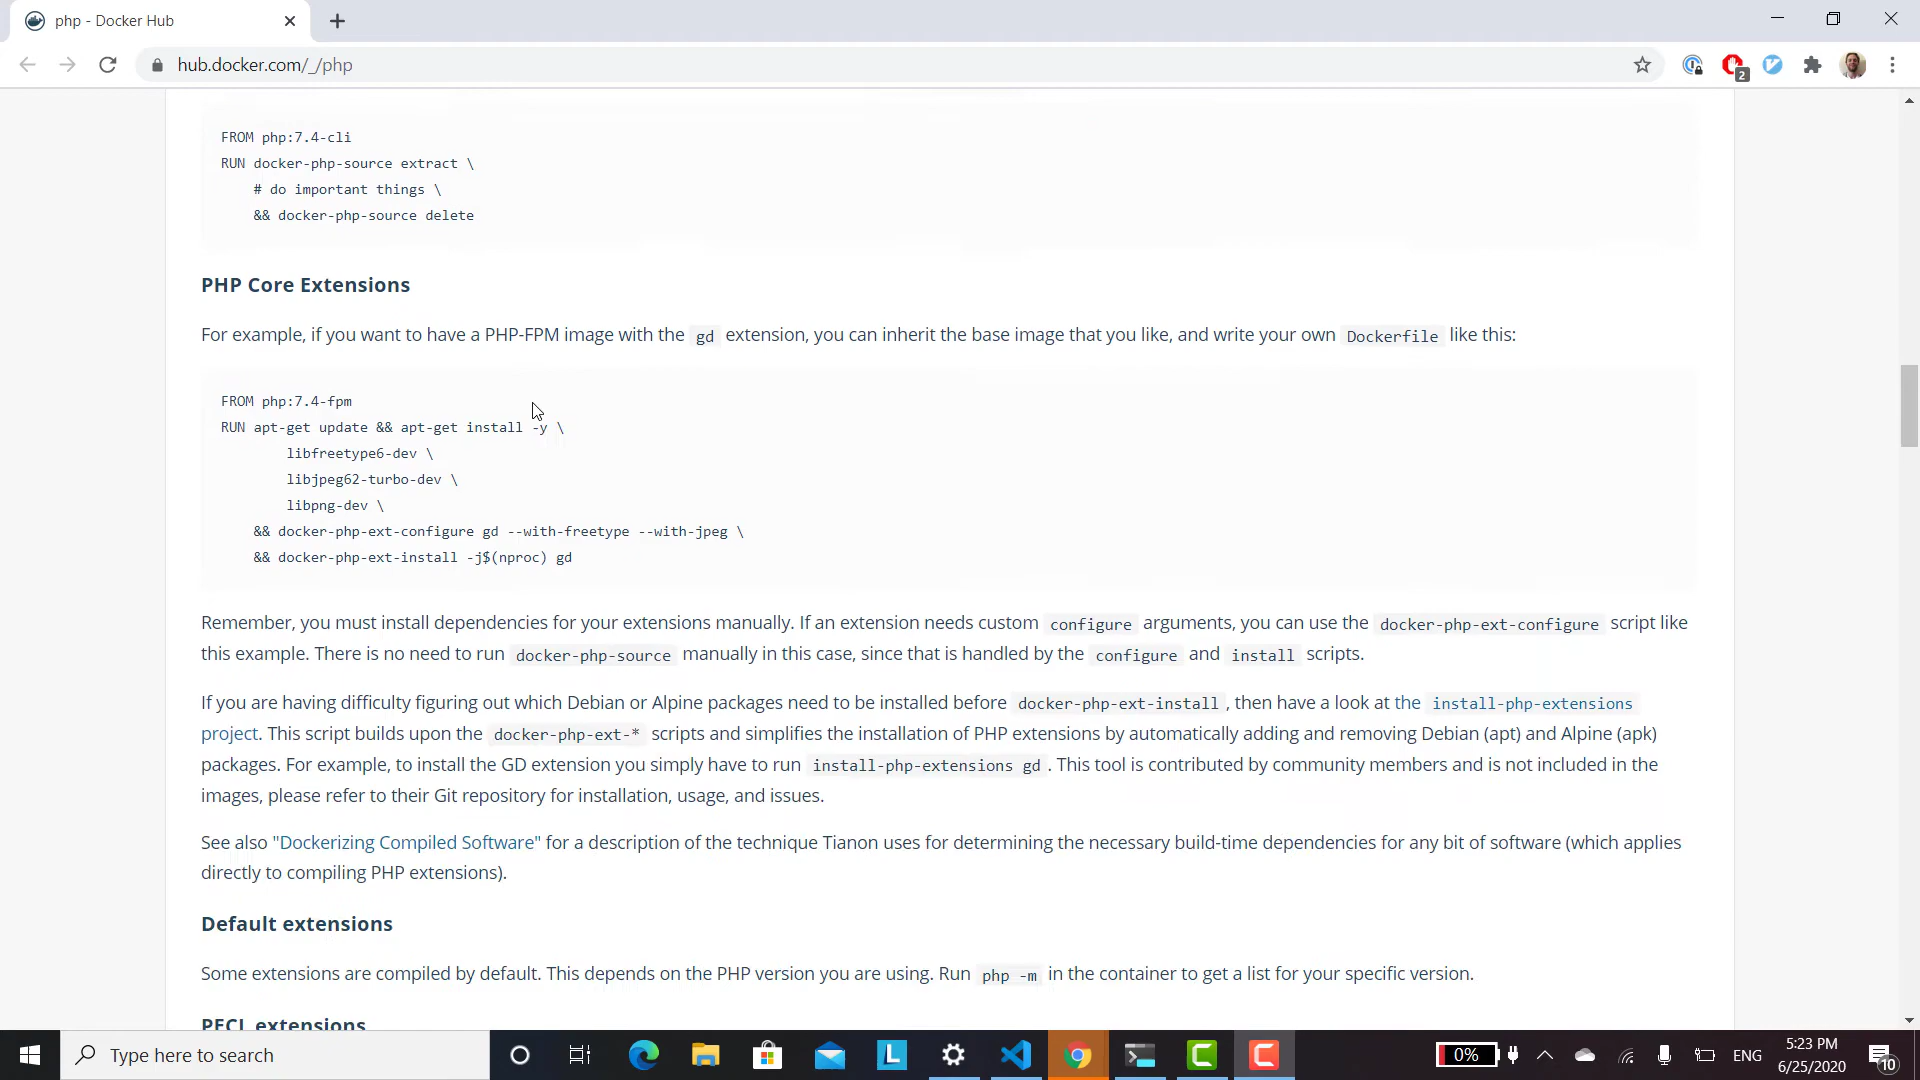 php - Docker Hub
hub.docker.com/_/php
2
FROM php:7.4-cli
RUN docker-php-source extract \
# do important things \
&& docker-php-source delete
PHP Core Extensions
For example, if you want to have a PHP-FPM image with the gd extension, you can inherit the base image that you like, and write your own Dockerfile like this:
FROM php:7.4-fpm
RUN apt-get update && apt-get install -y \
libfreetype6-dev \
libjpeg62-turbo-dev \
libpng-dev \
&& docker-php-ext-configure gd --with-freetype --with-jpeg \
&& docker-php-ext-install -j$(nproc) gd
Remember, you must install dependencies for your extensions manually. If an extension needs custom configure arguments, you can use the docker-php-ext-configure script like
this example. There is no need to run docker-php-source manually in this case, since that is handled by the configure and install scripts.
If you are having difficulty figuring out which Debian or Alpine packages need to be installed before docker-php-ext-install , then have a look at the install-php-extensions
project. This script builds upon the docker-php-ext-* scripts and simplifies the installation of PHP extensions by automatically adding and removing Debian (apt) and Alpine (apk)
packages. For example, to install the GD extension you simply have to run install-php-extensions gd . This tool is contributed by community members and is not included in the
images, please refer to their Git repository for installation, usage, and issues.
See also "Dockerizing Compiled Software" for a description of the technique Tianon uses for determining the necessary build-time dependencies for any bit of software (which applies
directly to compiling PHP extensions).
Default extensions
Some extensions are compiled by default. This depends on the PHP version you are using. Run php -m in the container to get a list for your specific version.
PECL extensions
Type here to search
L
0%
ENG
5:23 PM
6/25/2020
10